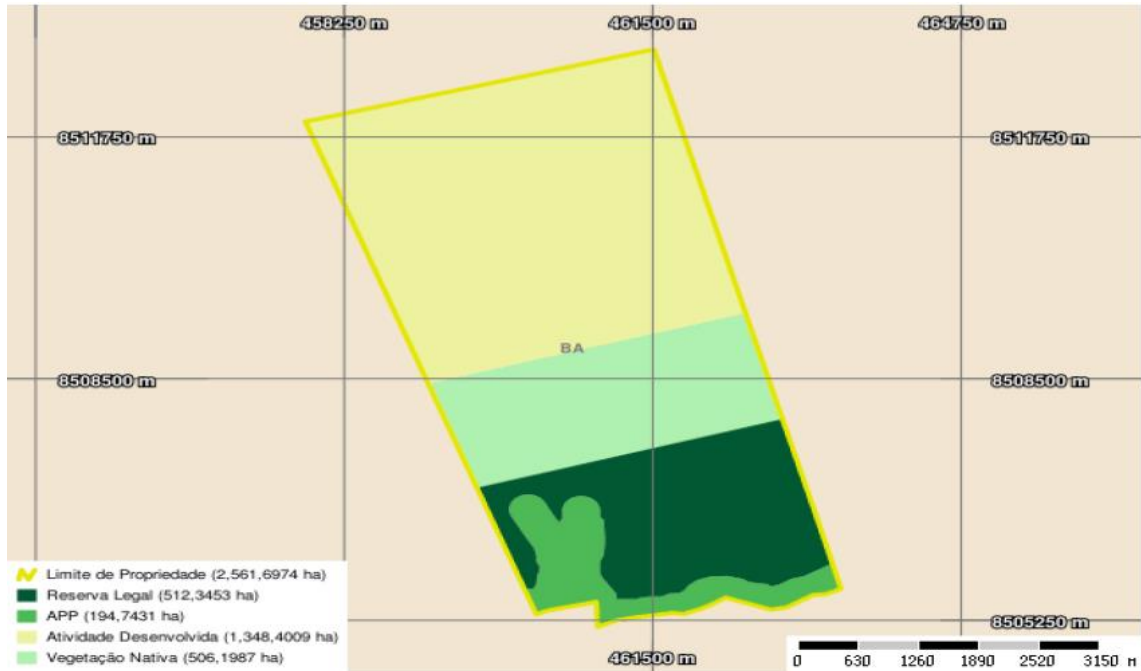 458250 m 461500 m 464750 m
8511750 m 8511750 m
BA
8508500 m 8508500 m
Limite de Propriedade (2,561,6974 ha)
Reserva Legal (512,3453 ha)
APP (194,7431 ha)
Atividade Desenvolvida (1,348,4009 ha)
Vegetação Nativa (506,1987 ha)
8505250 m
461500 m
0 630 1260 1890 2520 3150 m